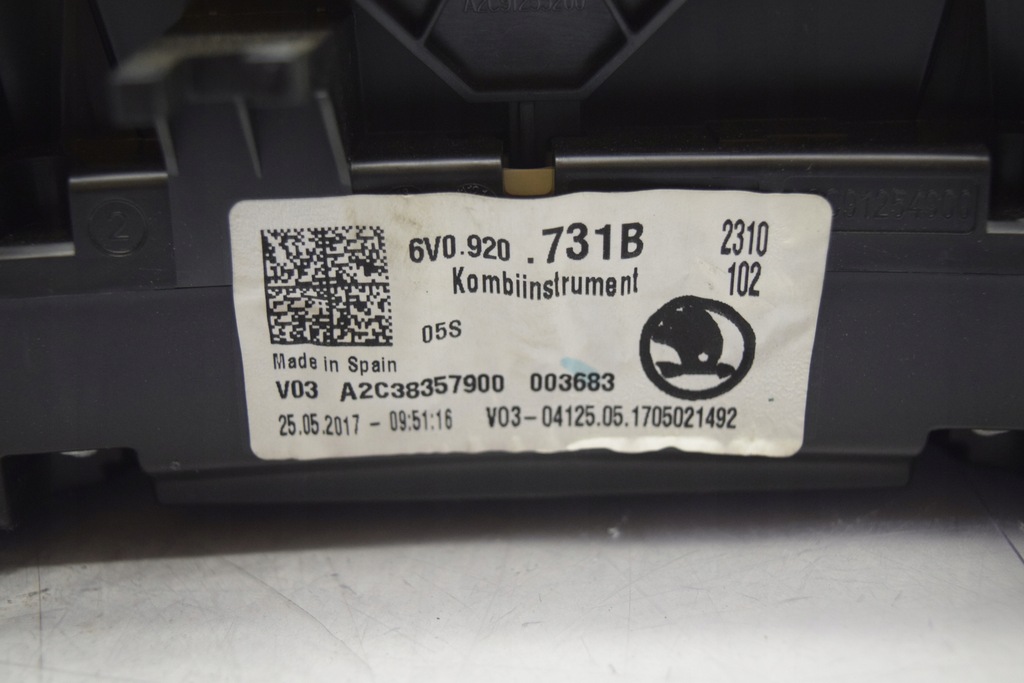 2
6V0.920 .731B
2310
Kombiinstrument
102
05S
Made in Spain
V03 A2C38357900 003683
25.05.2017 - 09:51:16 V03-04125.05.1705021492